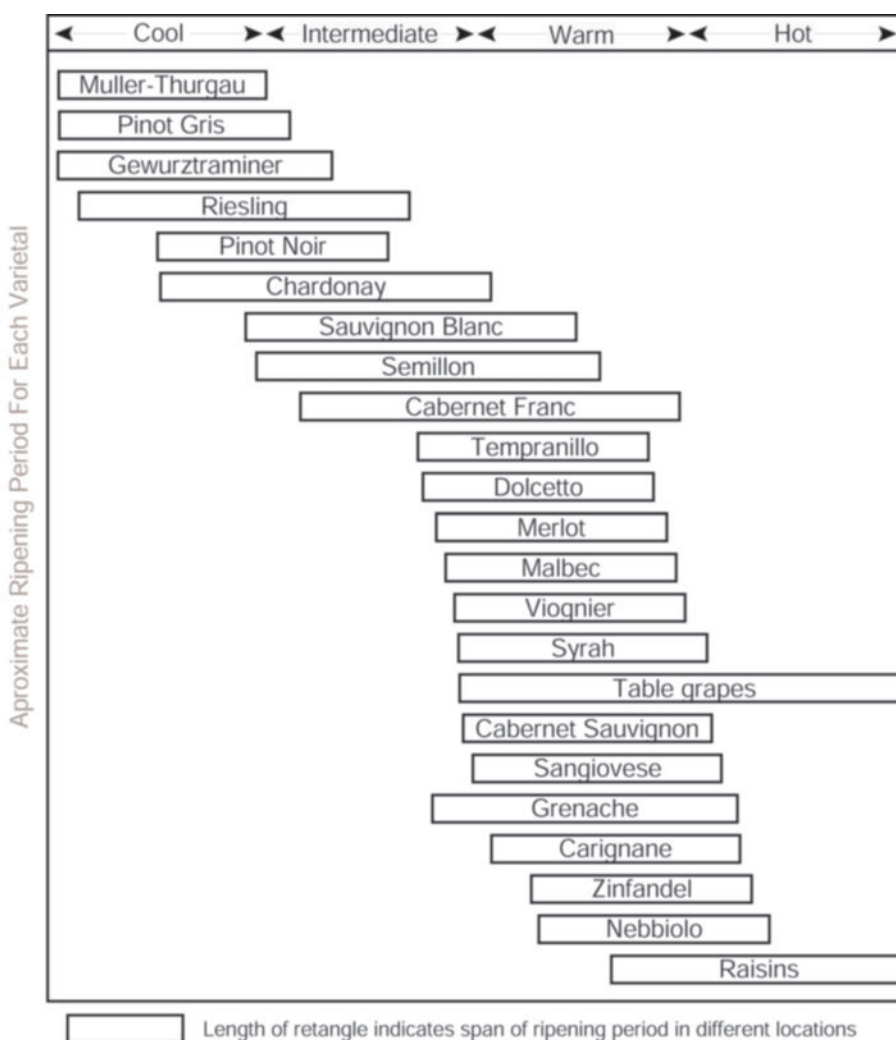 Cool Intermediate Warm Hot
Aproximate Ripening Period For Each Varietal
Muller-Thurgau
Pinot Gris
Gewurztraminer
Riesling
Pinot Noir
Chardonay
Sauvignon Blanc
Semillon
Cabernet Franc
Tempranillo
Dolcetto
Merlot
Malbec
Viognier
Syrah
Table grapes
Cabernet Sauvignon
Sangiovese
Grenache
Carignane
Zinfandel
Nebbiolo
Raisins
Length of retangle indicates span of ripening period in different locations